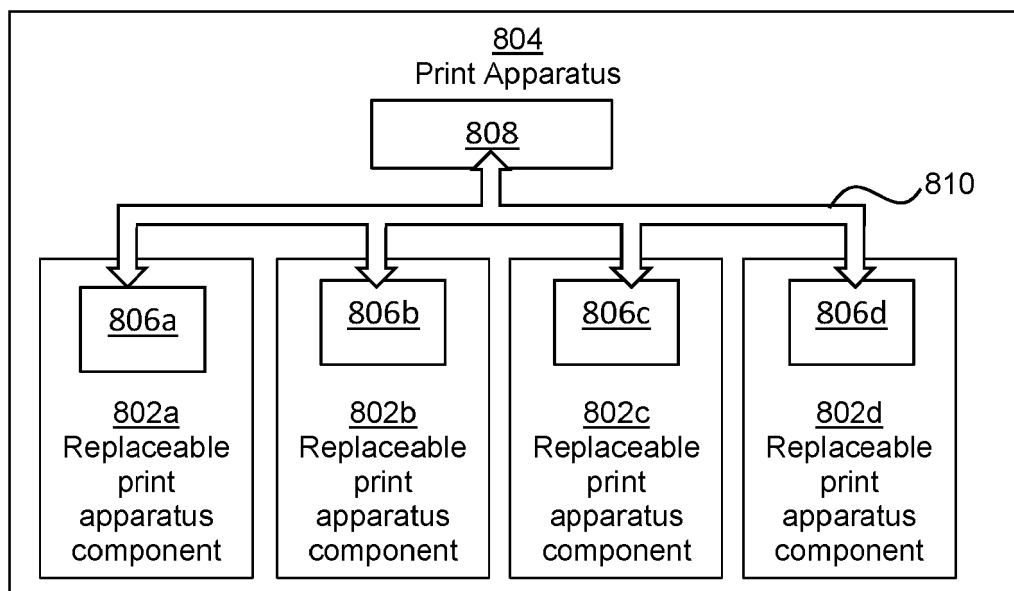 804
Print Apparatus
808
810
806a
806b
806c
806d
802a
Replaceable
print
apparatus
component
802b
Replaceable
print
apparatus
component
802c
Replaceable
print
apparatus
component
802d
Replaceable
print
apparatus
component